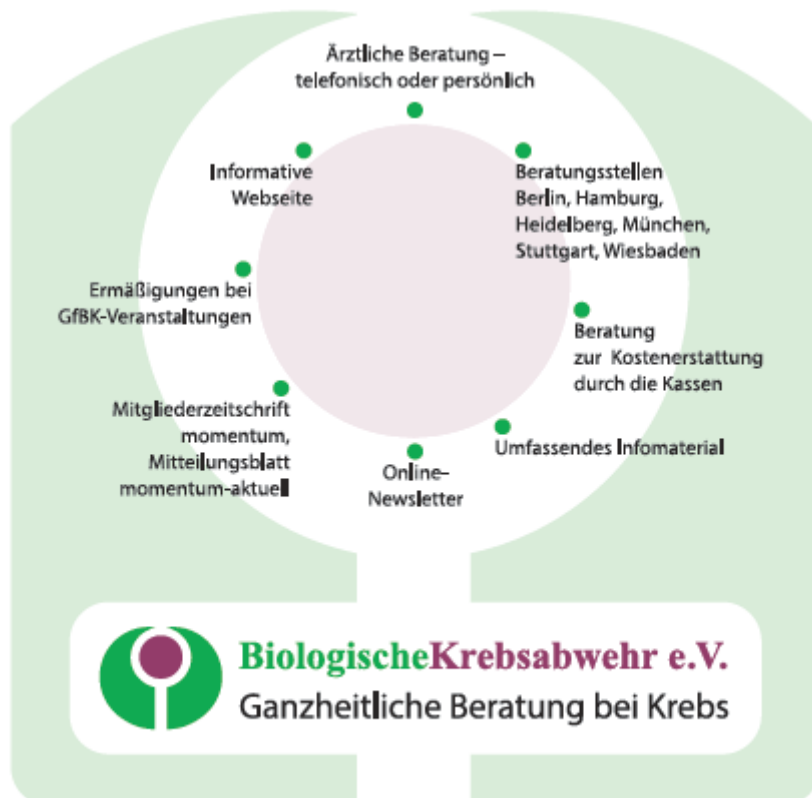 Ärztliche Beratung –
telefonisch oder persönlich
Informative
Webseite
Beratungsstellen
Berlin, Hamburg,
Heidelberg, München,
Stuttgart, Wiesbaden
Ermäßigungen bei
GfBK-Veranstaltungen
Beratung
zur Kostenerstattung
durch die Kassen
Mitgliederzeitschrift
momentum,
Mitteilungsblatt
momentum-aktuell
Umfassendes Infomaterial
Online-
Newsletter
BiologischeKrebsabwehr e.V.
Ganzheitliche Beratung bei Krebs